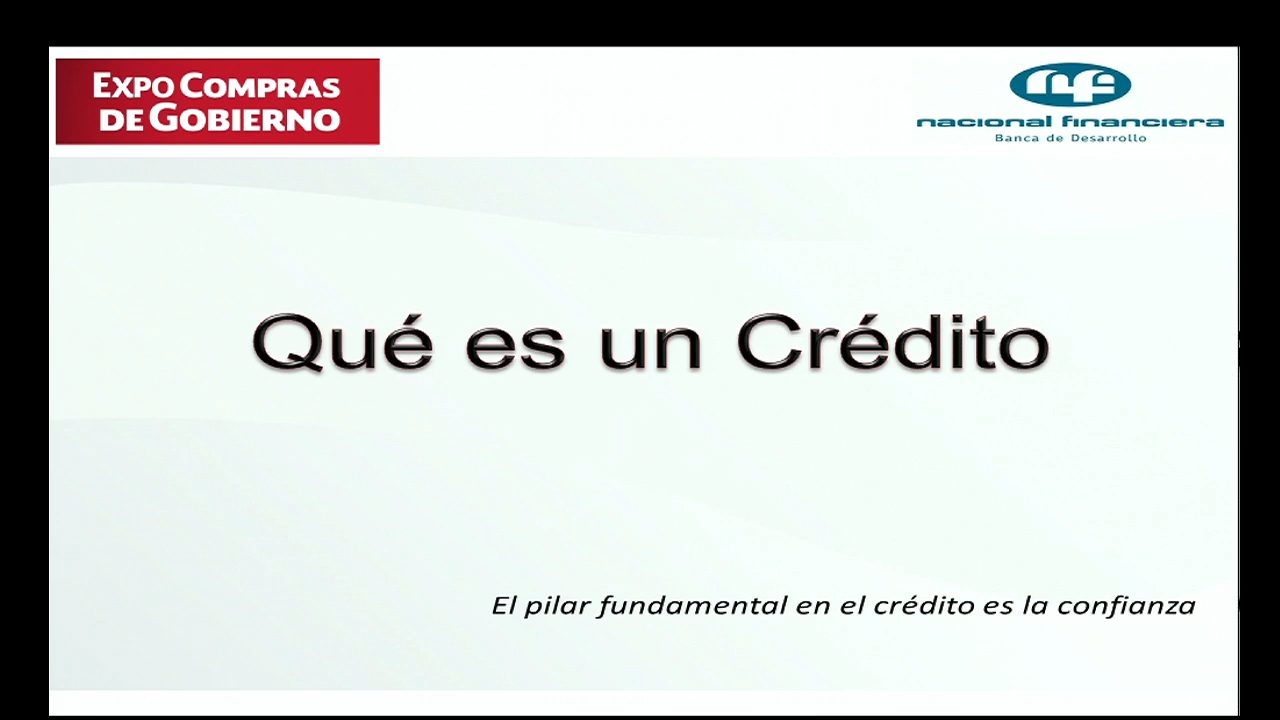 EXPO COMPRAS
DE GOBIERNO
nf
nacional financiera
Banca de Desarrollo
Qué es un Crédito
El pilar fundamental en el crédito es la confianza